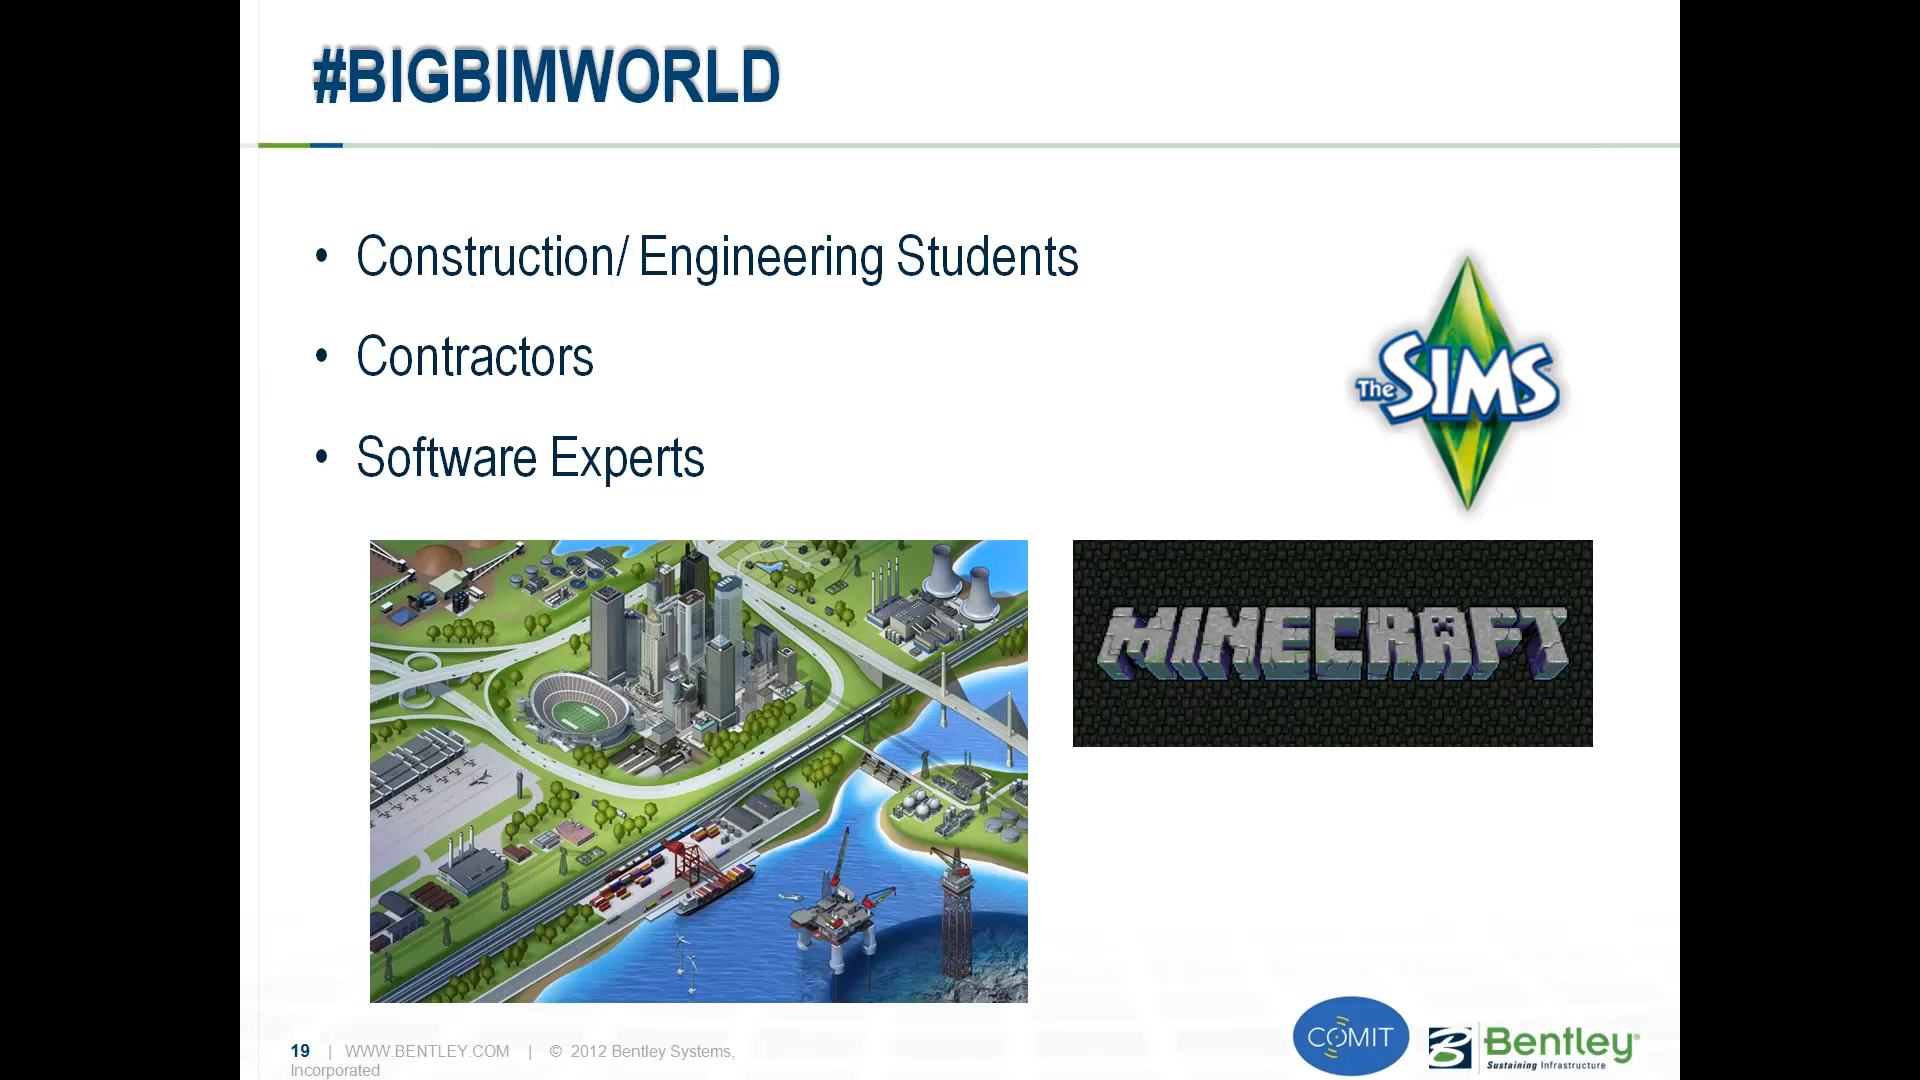 #BIGBIMWORLD
• Construction/ Engineering Students
• Contractors
• Software Experts
The SIMS
MINECRAFT
19 | WWW.BENTLEY.COM | © 2012 Bentley Systems,
Incorporated
COMIT
Bentley®
Sustaining Infrastructure